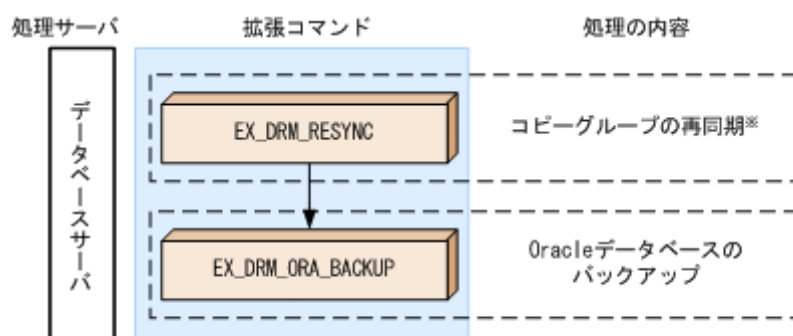 処理サーバ
拡張コマンド
処理の内容
データベースサーバ
EX_DRM_RESYNC
コピーグループの再同期※
EX_DRM_ORA_BACKUP
Oracleデータベースの
バックアップ